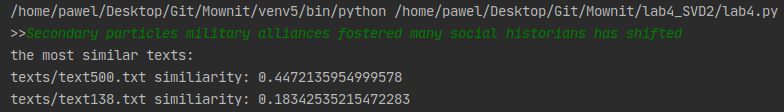 /home/pawel/Desktop/Git/Mownit/venv5/bin/python /home/pawel/Desktop/Git/Mownit/lab4_SVD2/lab4.py
>>Secondary particles military alliances fostered many social historians has shifted
the most similar texts:
texts/text500.txt similiarity: 0.4472135954999578
texts/text138.txt similiarity: 0.18342535215472283